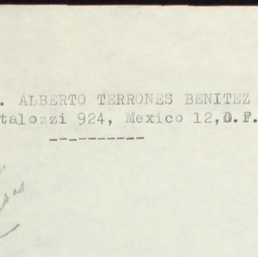 . ALBERTO TERRONES BENITEZ
talozzi 924, Mexico 12,D.F.
----------